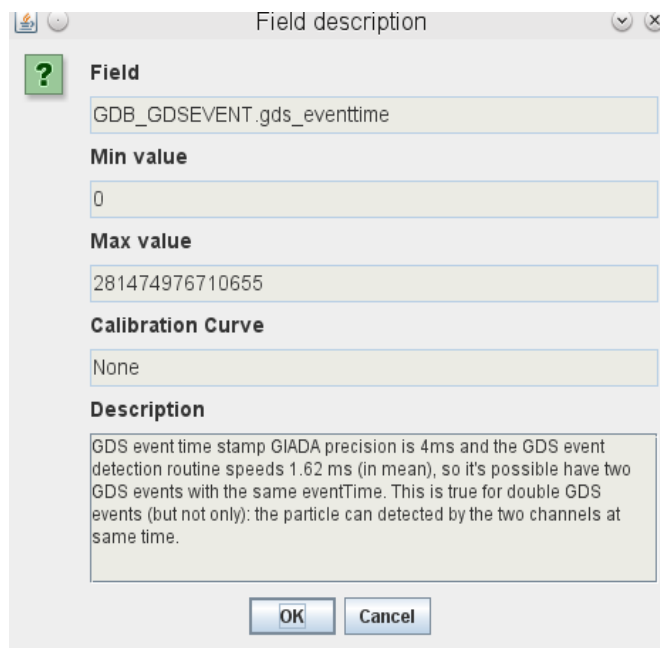 Field description
?
Field
GDB_GDSEVENT.gds_eventtime
Min value
0
Max value
281474976710655
Calibration Curve
None
Description
GDS event time stamp GIADA precision is 4ms and the GDS event
detection routine speeds 1.62 ms (in mean), so it's possible have two
GDS events with the same eventTime. This is true for double GDS
events (but not only): the particle can detected by the two channels at
same time.
OK
Cancel